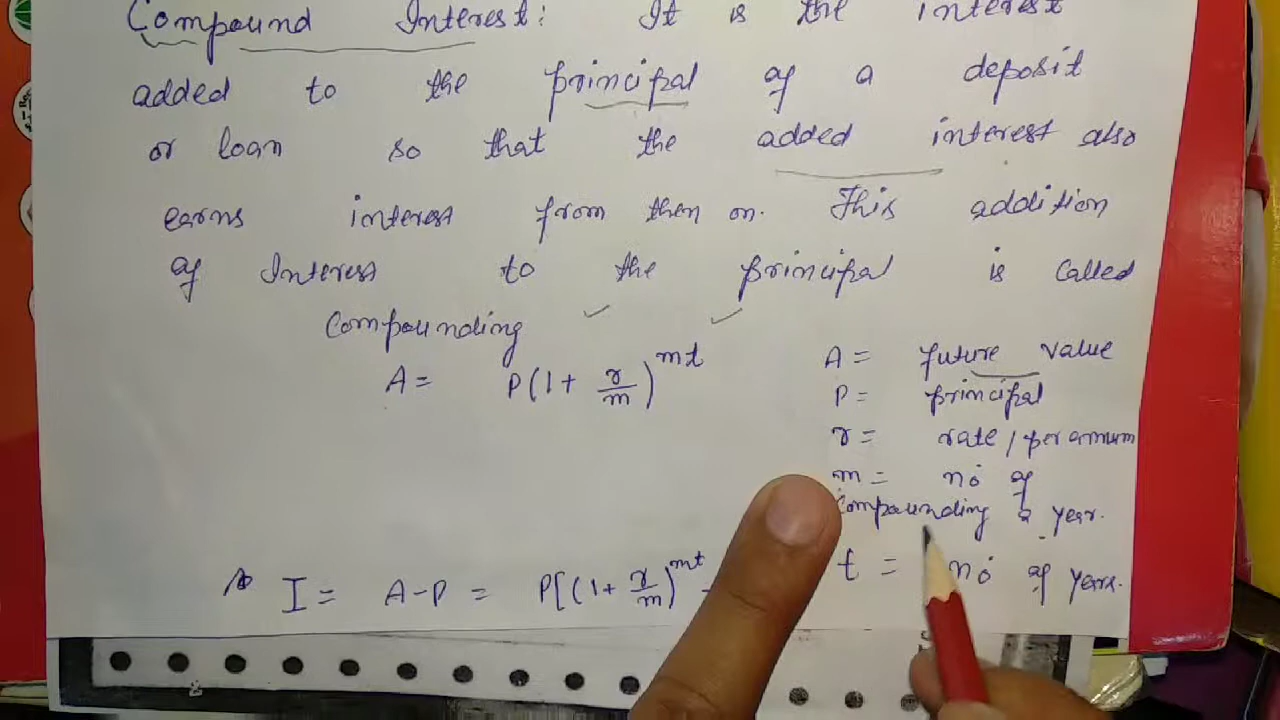 Compound Interest: It is the interest
added to the principal of a deposit
or loan so that the added interest also
earns interest from then on. This addition
of Interest to the principal is called
Compounding
A = P(1 + r/m)^mt
A = future value
P = principal
r = rate / per annum
m = no of
Compounding a year.
t = no of years.
I = A-P = P[(1 + r/m)^mt -